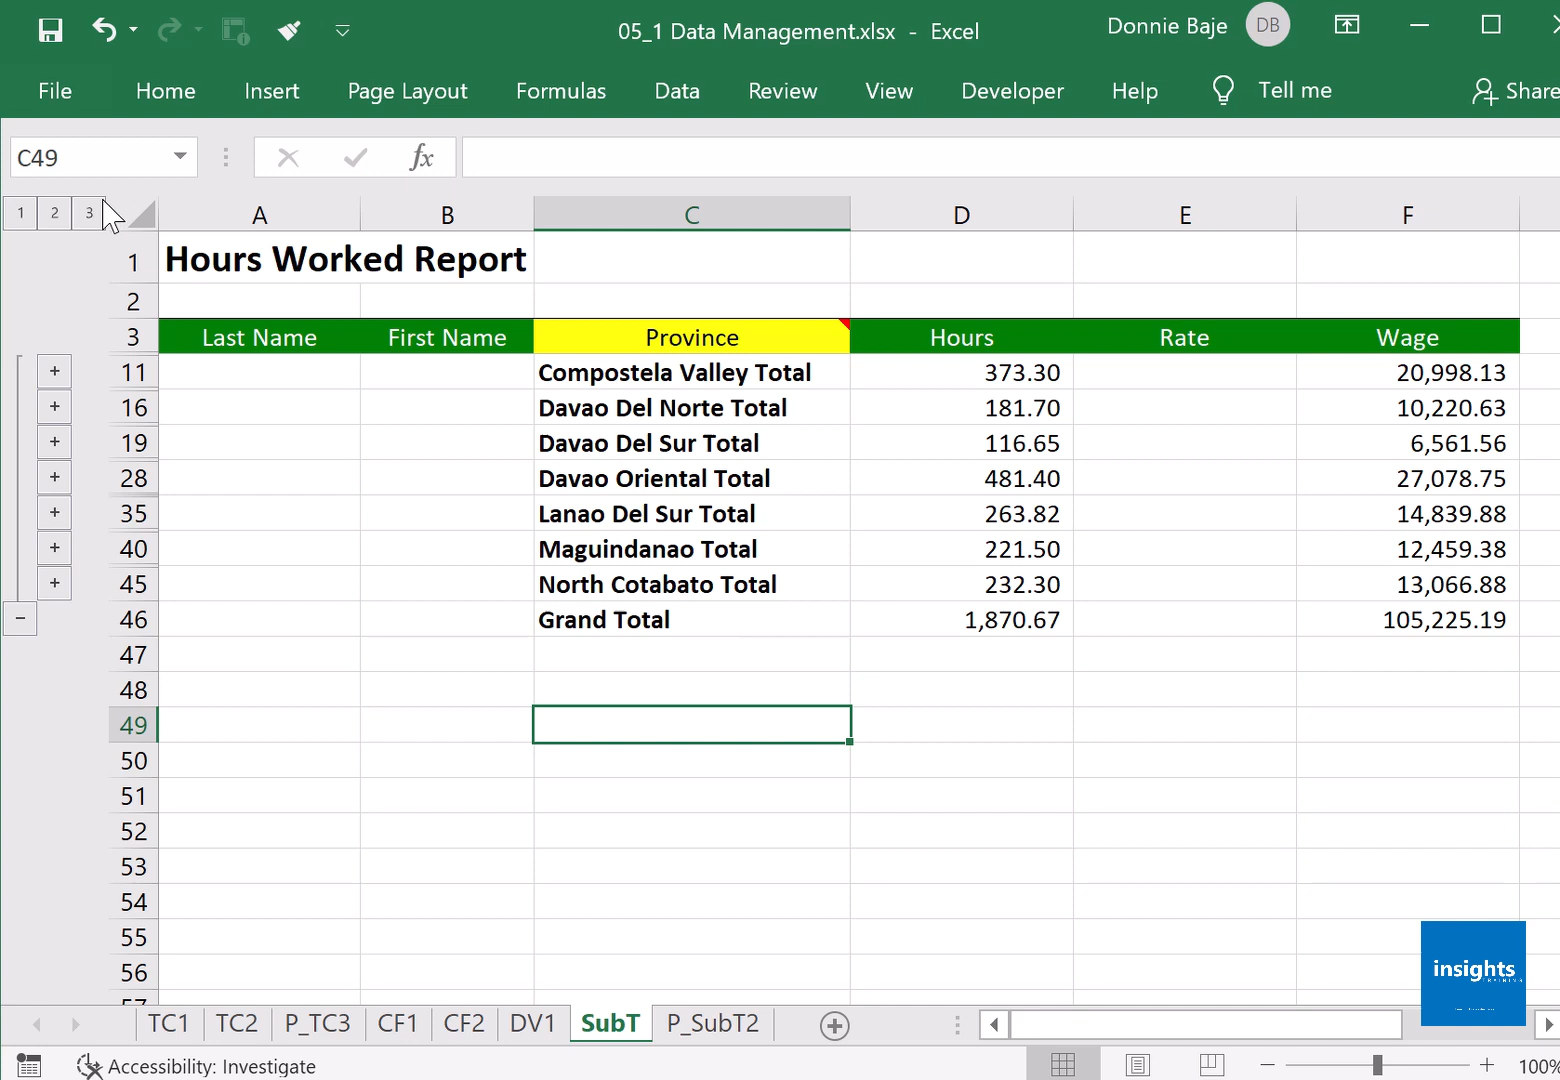 05_1 Data Management.xlsx - Excel
Donnie Baje
DB
File Home Insert Page Layout Formulas Data Review View Developer Help Tell me Share
C49
fx
1 2 3
A B C D E F
1 Hours Worked Report
2
3 Last Name First Name Province Hours Rate Wage
+ 11 Compostela Valley Total 373.30 20,998.13
+ 16 Davao Del Norte Total 181.70 10,220.63
+ 19 Davao Del Sur Total 116.65 6,561.56
+ 28 Davao Oriental Total 481.40 27,078.75
+ 35 Lanao Del Sur Total 263.82 14,839.88
+ 40 Maguindanao Total 221.50 12,459.38
+ 45 North Cotabato Total 232.30 13,066.88
- 46 Grand Total 1,870.67 105,225.19
47
48
49
50
51
52
53
54
55
56
57
insights
TC1 TC2 P_TC3 CF1 CF2 DV1 SubT P_SubT2
Accessibility: Investigate
100%